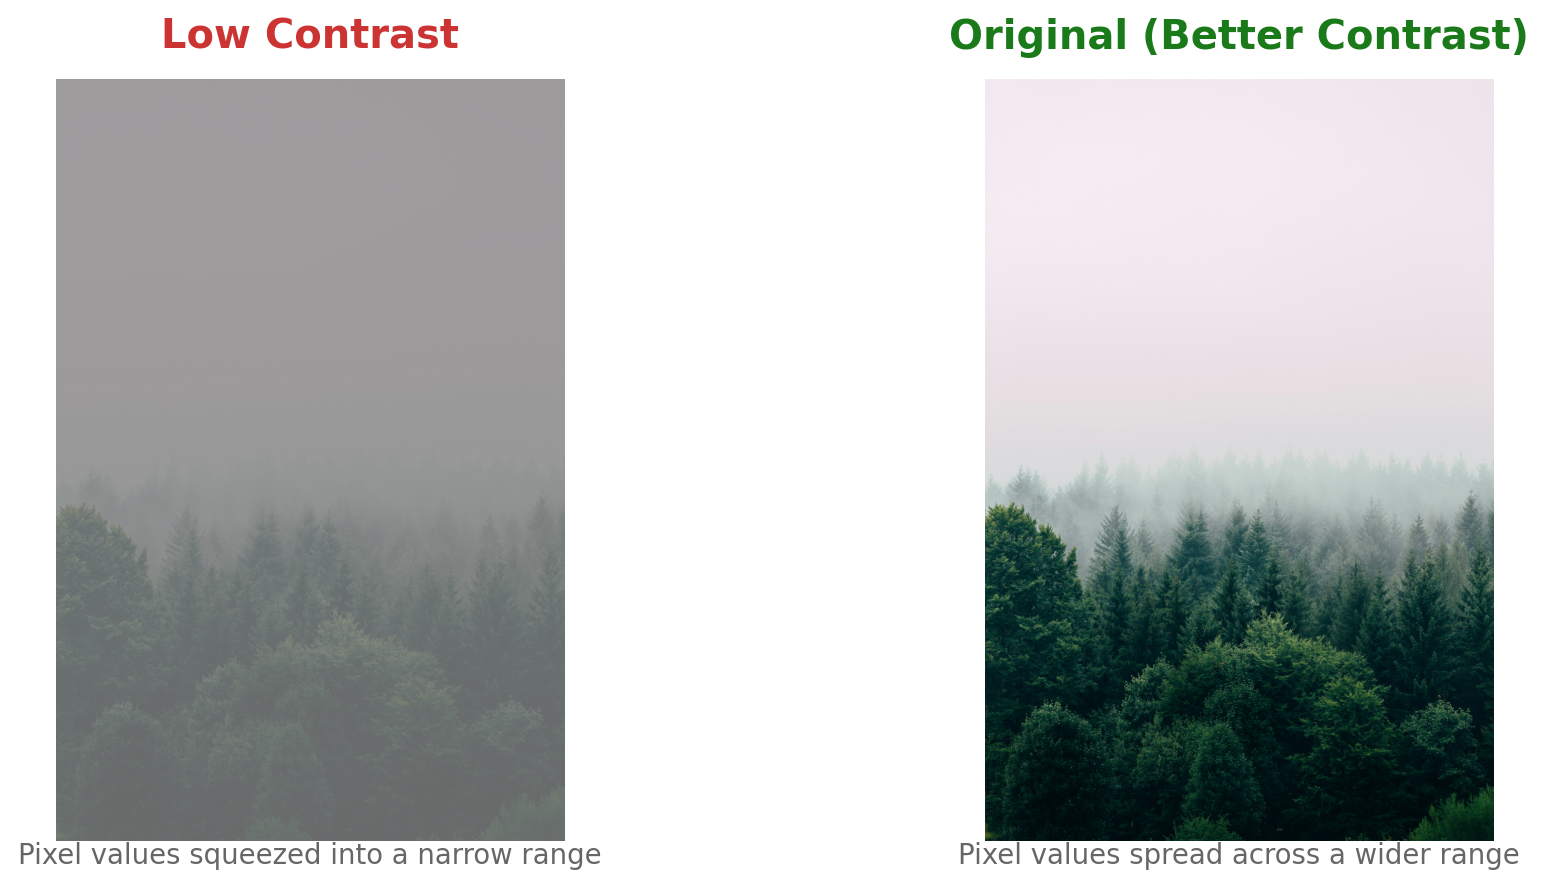 Low Contrast
Original (Better Contrast)
Pixel values squeezed into a narrow range
Pixel values spread across a wider range